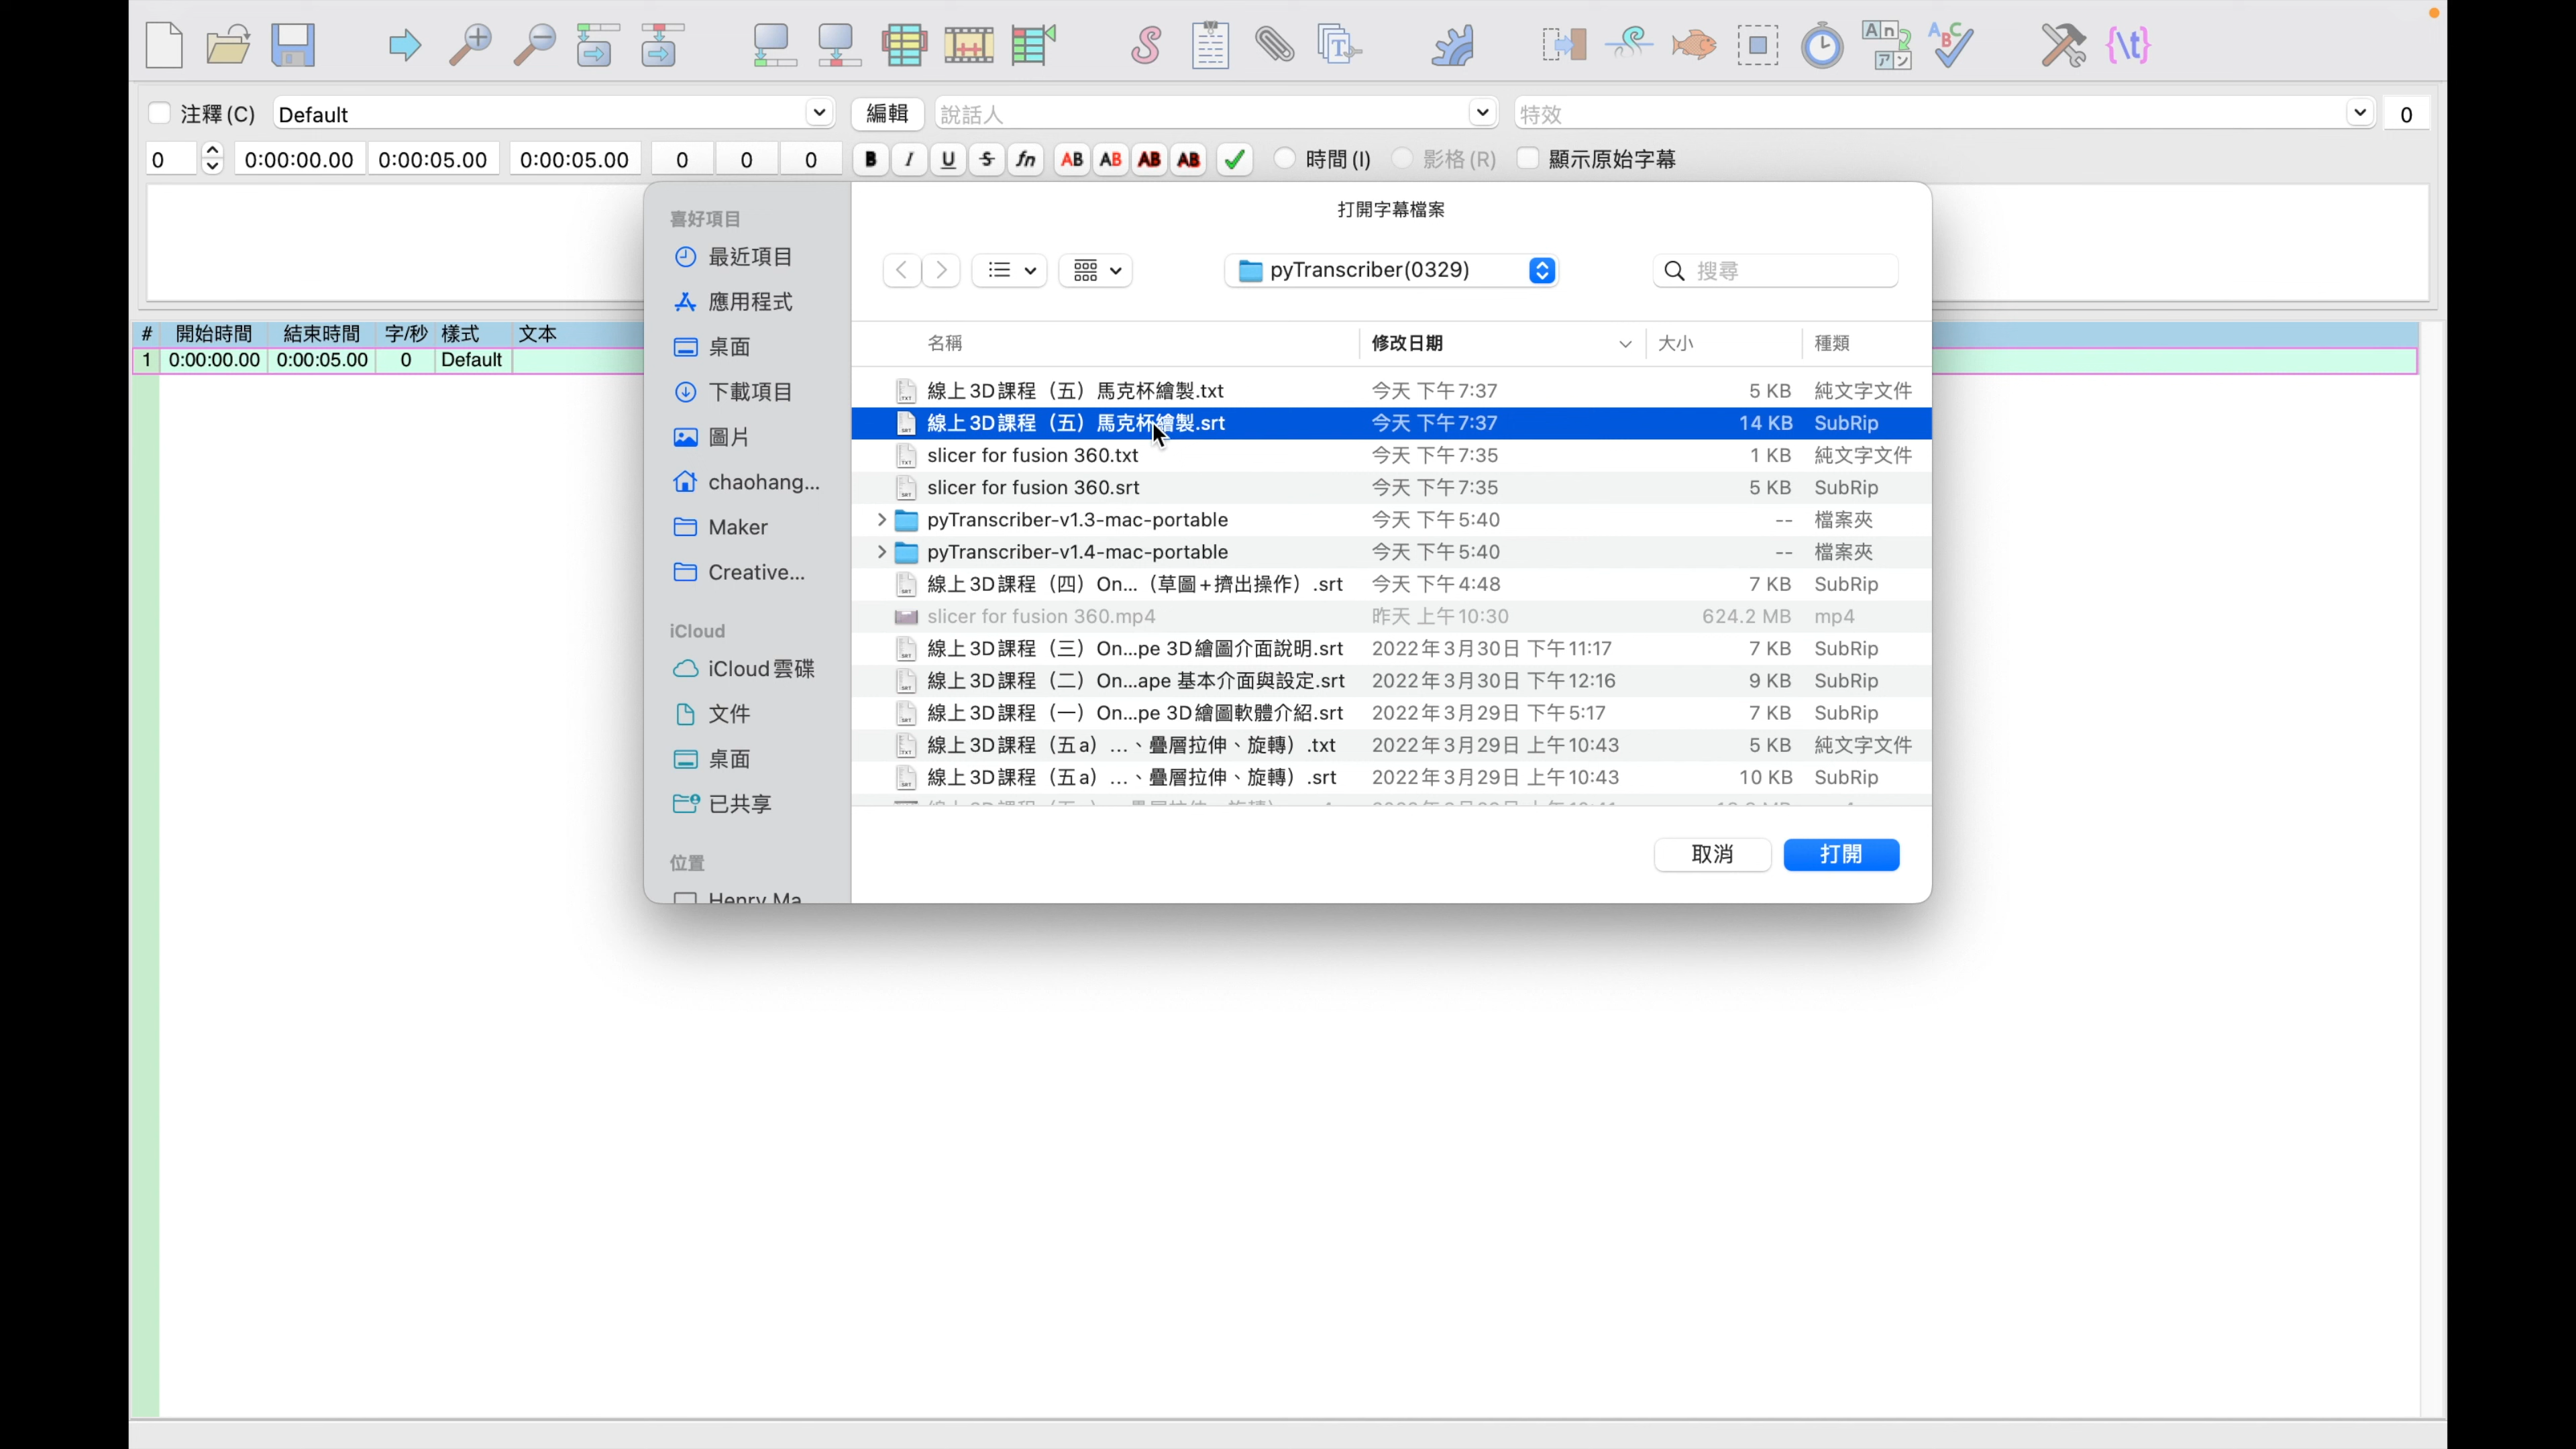 注釋(C) Default 編輯 說話人 特效 0
0 0:00:00.00 0:00:05.00 0:00:05.00 0 0 0 B I U S fn AB AB AB AB 時間(I) 影格(R) 顯示原始字幕
# 開始時間 結束時間 字/秒 樣式 文本
1 0:00:00.00 0:00:05.00 0 Default
喜好項目
最近項目
應用程式
桌面
下載項目
圖片
chaohang...
Maker
Creative...
iCloud
iCloud雲碟
文件
桌面
已共享
位置
打開字幕檔案
pyTranscriber(0329) 搜尋
名稱 修改日期 大小 種類
線上3D課程（五）馬克杯繪製.txt 今天 下午7:37 5 KB 純文字文件
線上3D課程（五）馬克杯繪製.srt 今天 下午7:37 14 KB SubRip
slicer for fusion 360.txt 今天 下午7:35 1 KB 純文字文件
slicer for fusion 360.srt 今天 下午7:35 5 KB SubRip
pyTranscriber-v1.3-mac-portable 今天 下午5:40 -- 檔案夾
pyTranscriber-v1.4-mac-portable 今天 下午5:40 -- 檔案夾
線上3D課程（四）On...（草圖+擠出操作）.srt 今天 下午4:48 7 KB SubRip
slicer for fusion 360.mp4 昨天 上午10:30 624.2 MB mp4
線上3D課程（三）On...pe 3D繪圖介面說明.srt 2022年3月30日 下午11:17 7 KB SubRip
線上3D課程（二）On...ape 基本介面與設定.srt 2022年3月30日 下午12:16 9 KB SubRip
線上3D課程（一）On...pe 3D繪圖軟體介紹.srt 2022年3月29日 下午5:17 7 KB SubRip
線上3D課程（五a）...、疊層拉伸、旋轉）.txt 2022年3月29日 上午10:43 5 KB 純文字文件
線上3D課程（五a）...、疊層拉伸、旋轉）.srt 2022年3月29日 上午10:43 10 KB SubRip
取消 打開